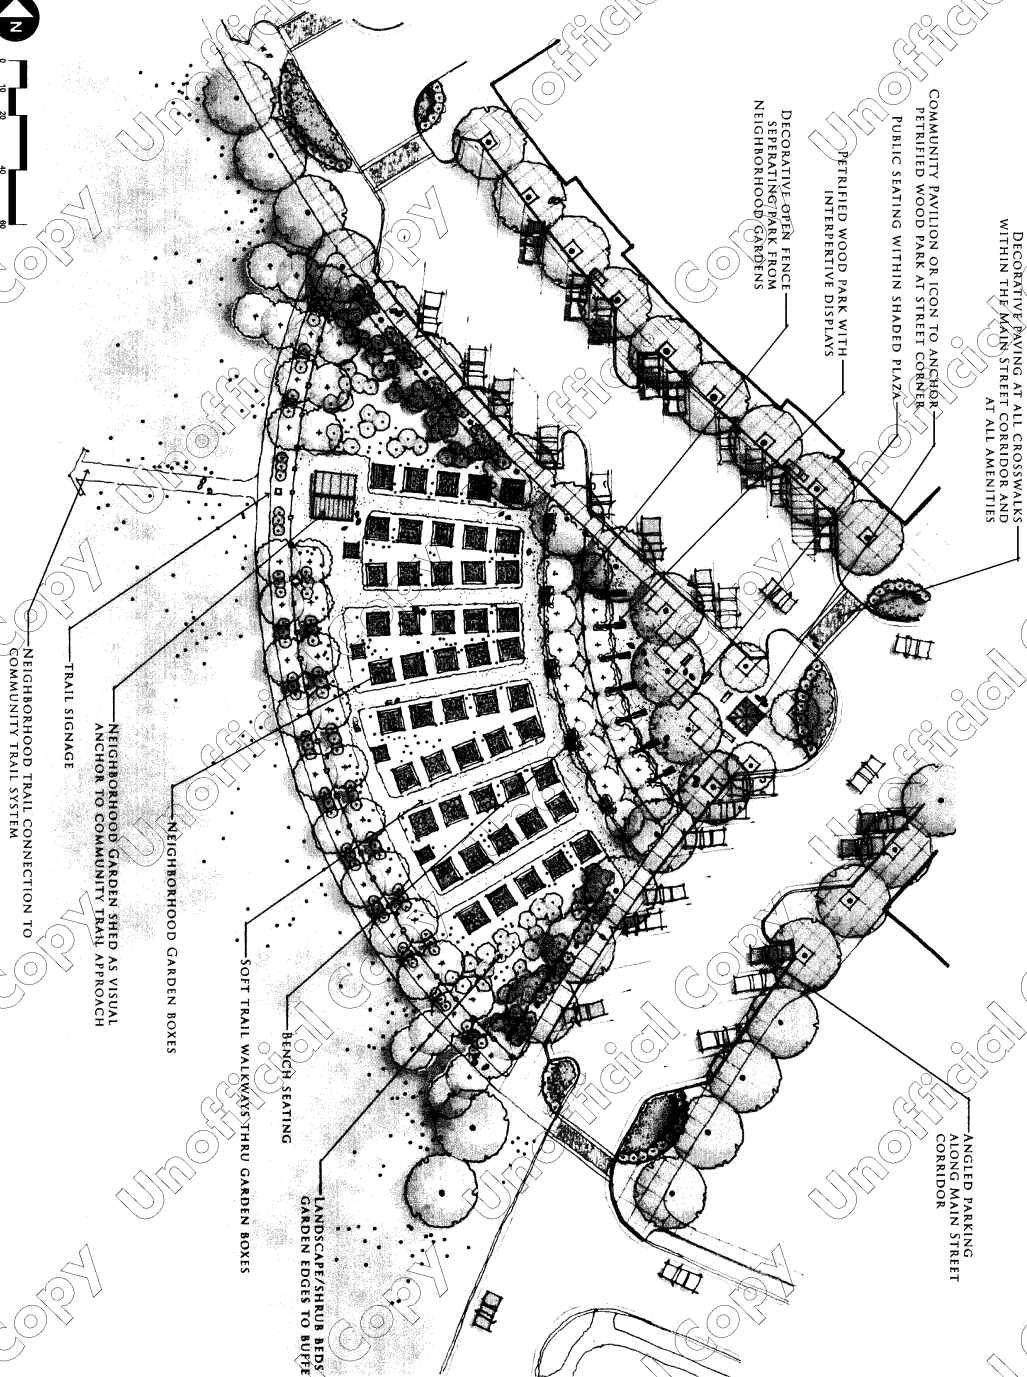 N
0
10
20
40
60
DECORATIVE PAVING AT ALL CROSSWALKS
WITHIN THE MAIN STREET CORRIDOR AND
AT ALL AMENITIES
COMMUNITY PAVILION OR ICON TO ANCHOR
PETRIFIED WOOD PARK AT STREET CORNER
PUBLIC SEATING WITHIN SHADED PLAZA
PETRIFIED WOOD PARK WITH
INTERPERTIVE DISPLAYS
DECORATIVE OPEN FENCE
SEPERATING PARK FROM
NEIGHBORHOOD GARDENS
ANGLED PARKING
ALONG MAIN STREET
CORRIDOR
LANDSCAPE/SHRUB BEDS
GARDEN EDGES TO BUFFE
BENCH SEATING
SOFT TRAIL WALKWAYS THRU GARDEN BOXES
NEIGHBORHOOD GARDEN BOXES
NEIGHBORHOOD GARDEN SHED AS VISUAL
ANCHOR TO COMMUNITY TRAIL APPROACH
TRAIL SIGNAGE
NEIGHBORHOOD TRAIL CONNECTION TO
COMMUNITY TRAIL SYSTEM
Unofficial Copy
Unofficial Copy
Unofficial Copy
Unofficial Copy